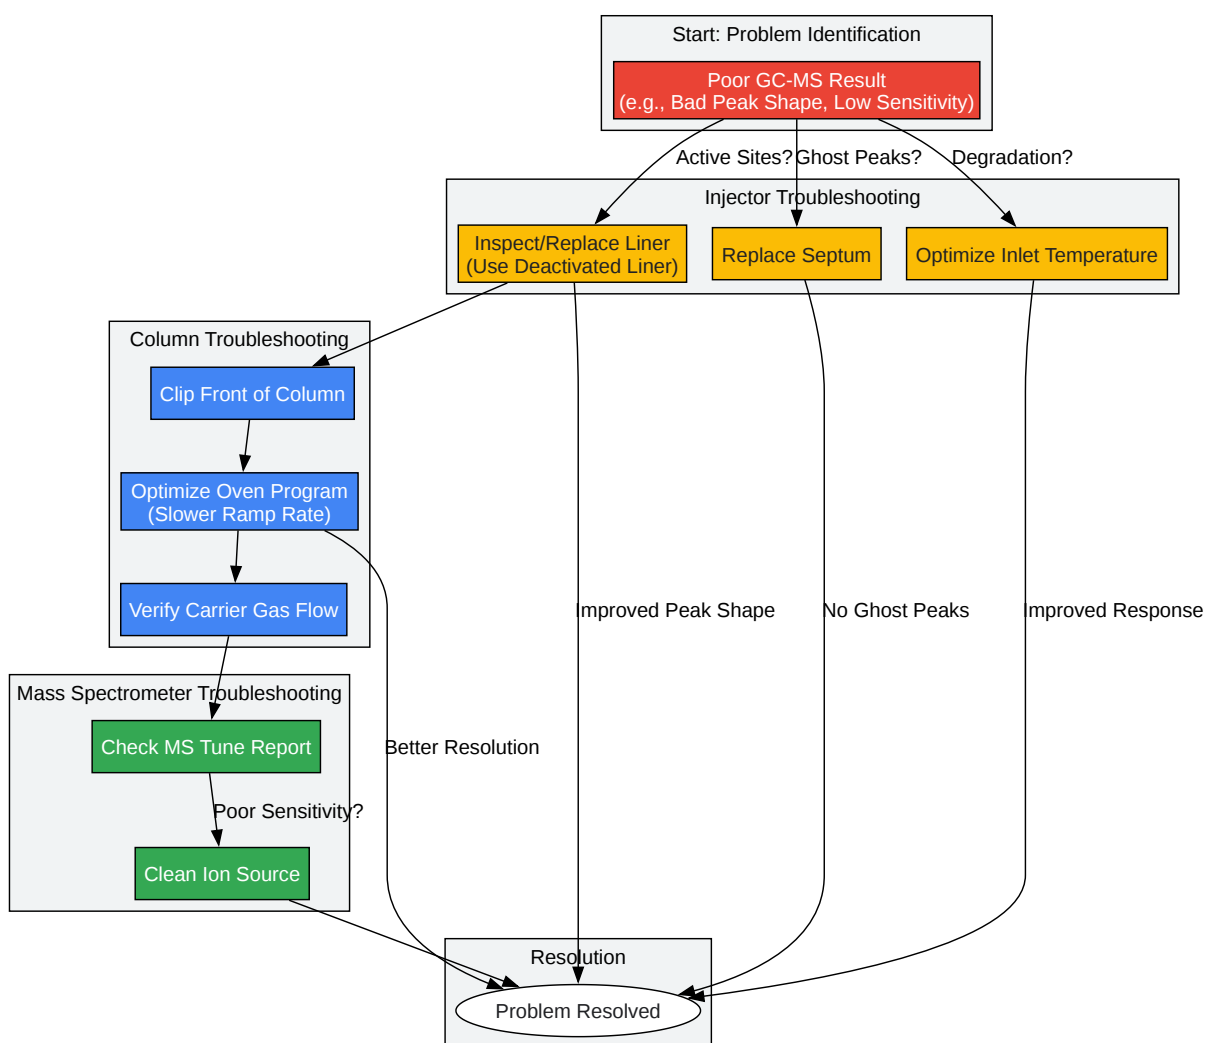 Start: Problem Identification
Poor GC-MS Result
(e.g., Bad Peak Shape, Low Sensitivity)
Active Sites?
Ghost Peaks?
Degradation?
Injector Troubleshooting
Inspect/Replace Liner
(Use Deactivated Liner)
Replace Septum
Optimize Inlet Temperature
Column Troubleshooting
Clip Front of Column
Optimize Oven Program
(Slower Ramp Rate)
Verify Carrier Gas Flow
Improved Peak Shape
No Ghost Peaks
Improved Response
Mass Spectrometer Troubleshooting
Check MS Tune Report
Better Resolution
Poor Sensitivity?
Clean Ion Source
Resolution
Problem Resolved